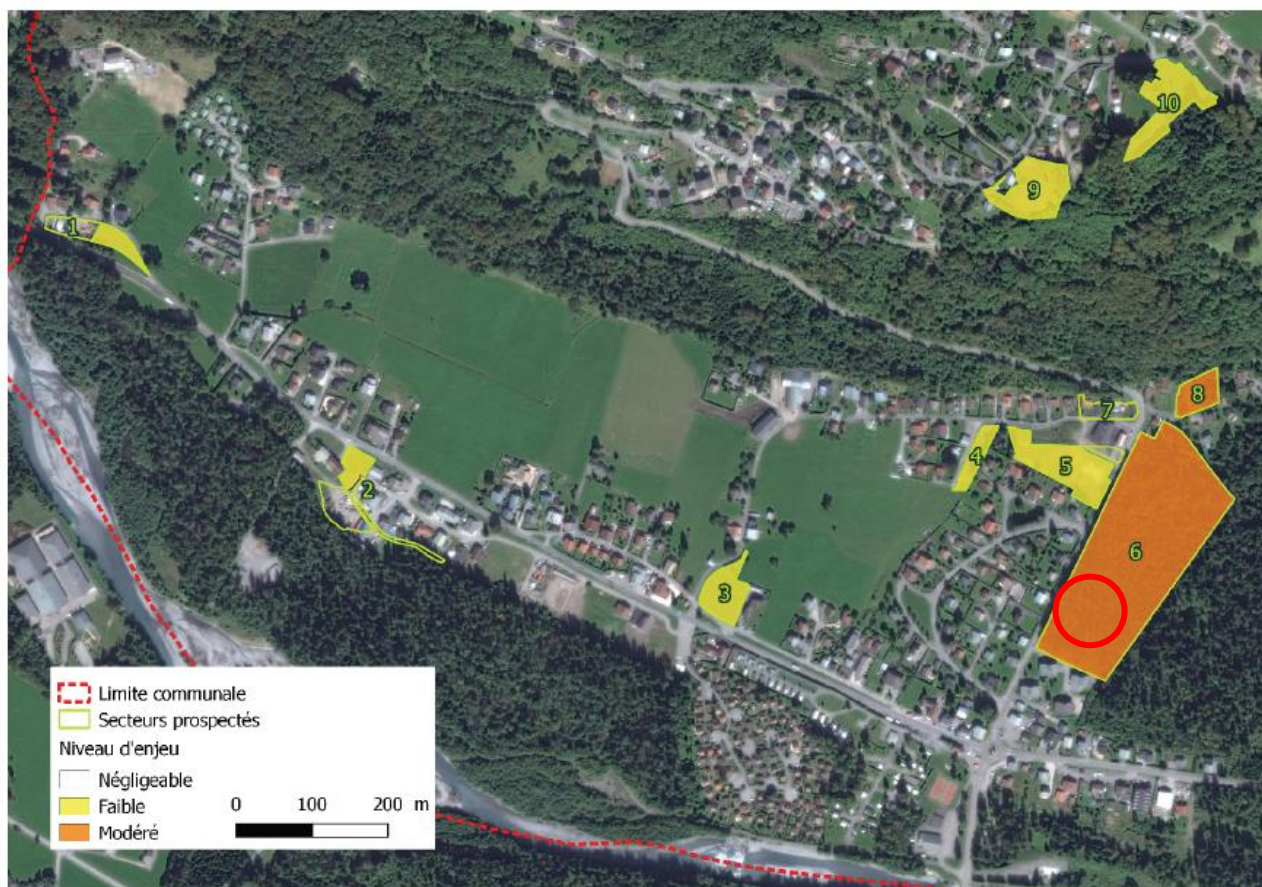 10
9
1
8
7
4
5
2
6
3
Limite communale
Secteurs prospectés
Niveau d'enjeu
Négligeable
Faible
Modéré
0 100 200 m